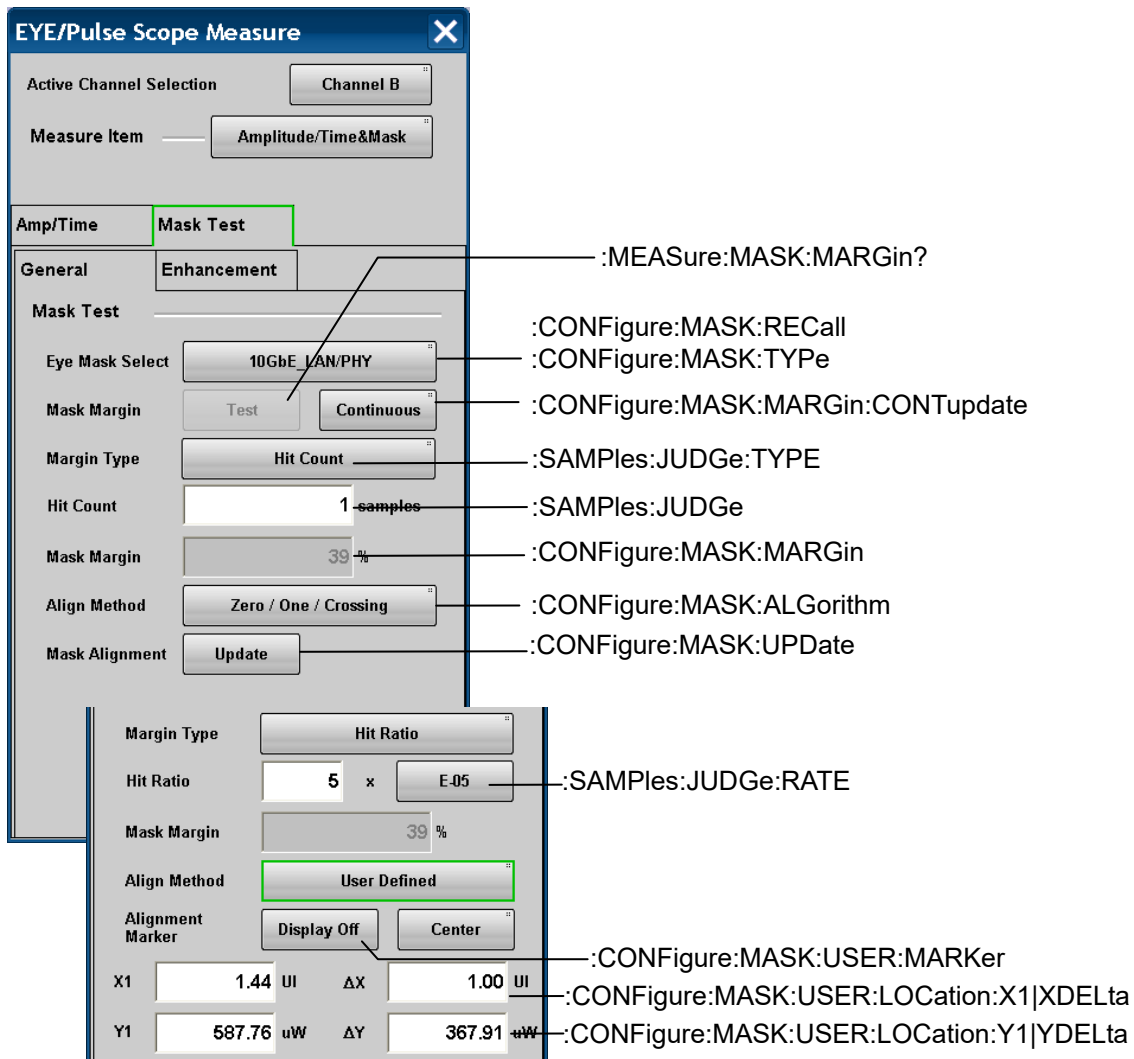 EYE/Pulse Scope Measure
Active Channel Selection Channel B
Measure Item Amplitude/Time&Mask
Amp/Time Mask Test
General Enhancement
:MEASure:MASK:MARGin?
Mask Test
:CONFigure:MASK:RECall
Eye Mask Select 10GbE_LAN/PHY :CONFigure:MASK:TYPe
Mask Margin Test Continuous :CONFigure:MASK:MARGin:CONTupdate
Margin Type Hit Count :SAMPles:JUDGe:TYPE
Hit Count 1 samples :SAMPles:JUDGe
Mask Margin 39 % :CONFigure:MASK:MARGin
Align Method Zero / One / Crossing :CONFigure:MASK:ALGorithm
Mask Alignment Update :CONFigure:MASK:UPDate
Margin Type Hit Ratio
Hit Ratio 5 x E-05 :SAMPles:JUDGe:RATE
Mask Margin 39 %
Align Method User Defined
Alignment
Marker Display Off Center
:CONFigure:MASK:USER:MARKer
X1 1.44 UI ΔX 1.00 UI
:CONFigure:MASK:USER:LOCation:X1|XDELta
Y1 587.76 uW ΔY 367.91 uW :CONFigure:MASK:USER:LOCation:Y1|YDELta